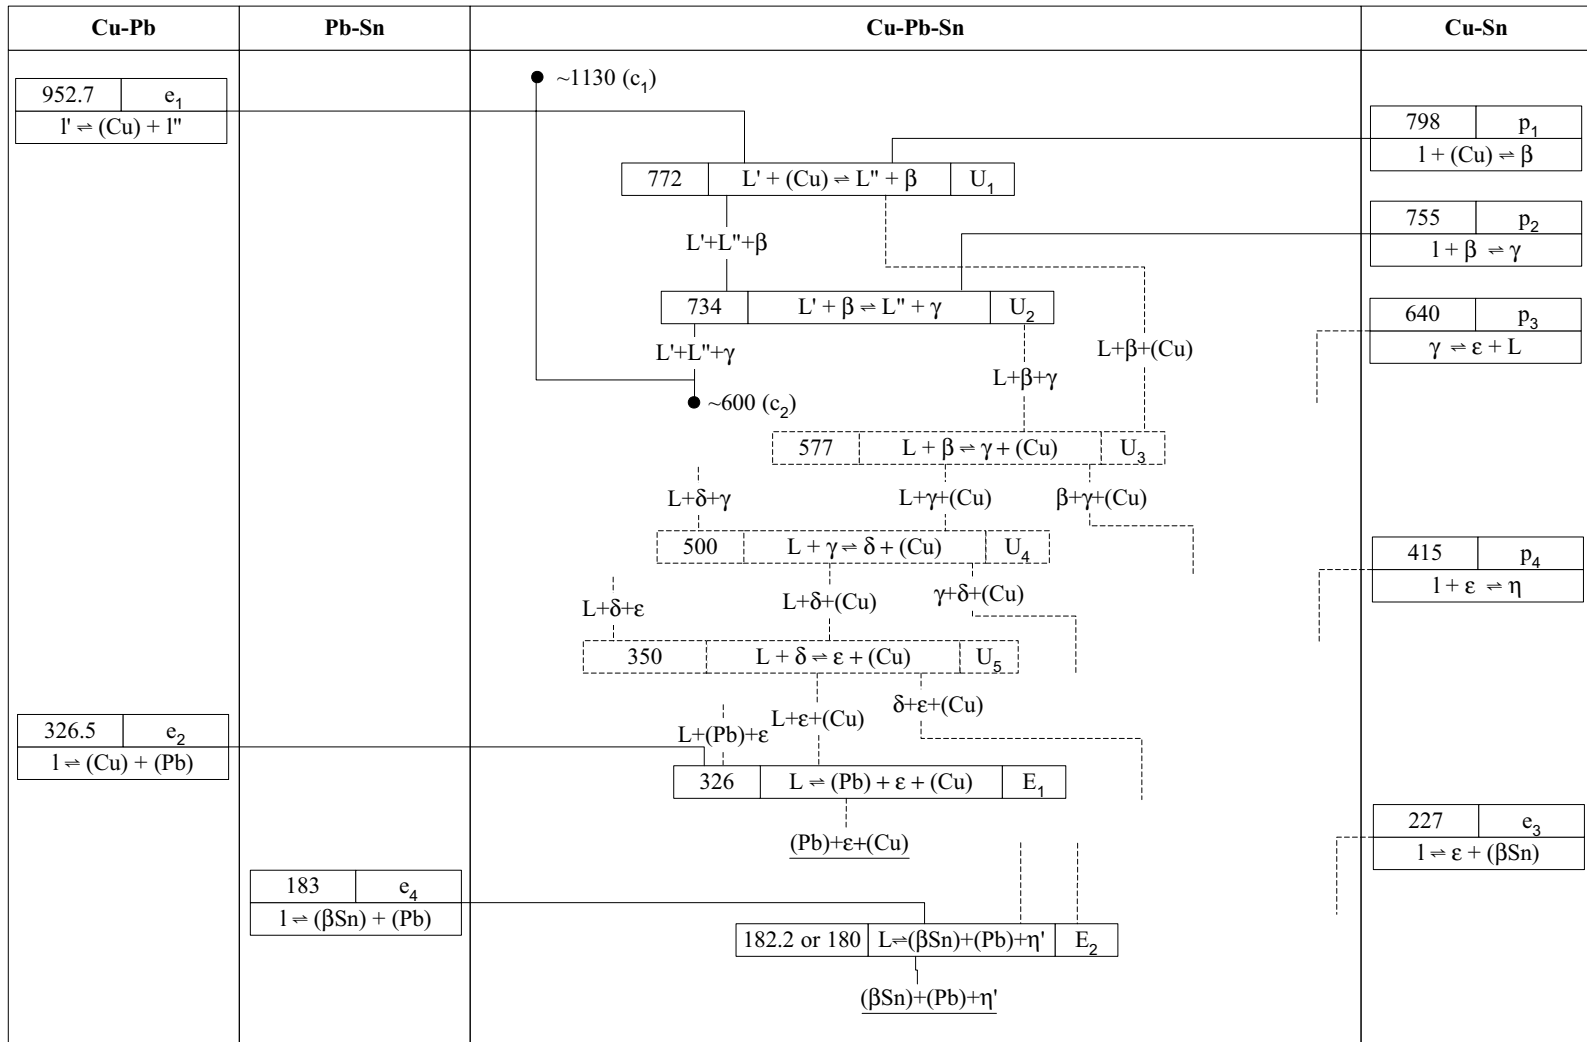 Cu-Pb Pb-Sn Cu-Pb-Sn Cu-Sn
~1130 (c₁)
952.7 e₁
l' ⇌ (Cu) + l"
798 p₁
l + (Cu) ⇌ β
772 L' + (Cu) ⇌ L" + β U₁
755 p₂
l + β ⇌ γ
L'+L"+β
734 L' + β ⇌ L" + γ U₂
640 p₃
γ ⇌ ε + L
L'+L"+γ
L+β+(Cu)
L+β+γ
~600 (c₂)
577 L + β ⇌ γ + (Cu) U₃
L+δ+γ L+γ+(Cu) β+γ+(Cu)
500 L + γ ⇌ δ + (Cu) U₄
415 p₄
l + ε ⇌ η
L+δ+ε L+δ+(Cu) γ+δ+(Cu)
350 L + δ ⇌ ε + (Cu) U₅
L+(Pb)+ε L+ε+(Cu) δ+ε+(Cu)
326.5 e₂
l ⇌ (Cu) + (Pb)
326 L ⇌ (Pb) + ε + (Cu) E₁
227 e₃
l ⇌ ε + (βSn)
(Pb)+ε+(Cu)
183 e₄
l ⇌ (βSn) + (Pb)
182.2 or 180 L⇌(βSn)+(Pb)+η' E₂
(βSn)+(Pb)+η'